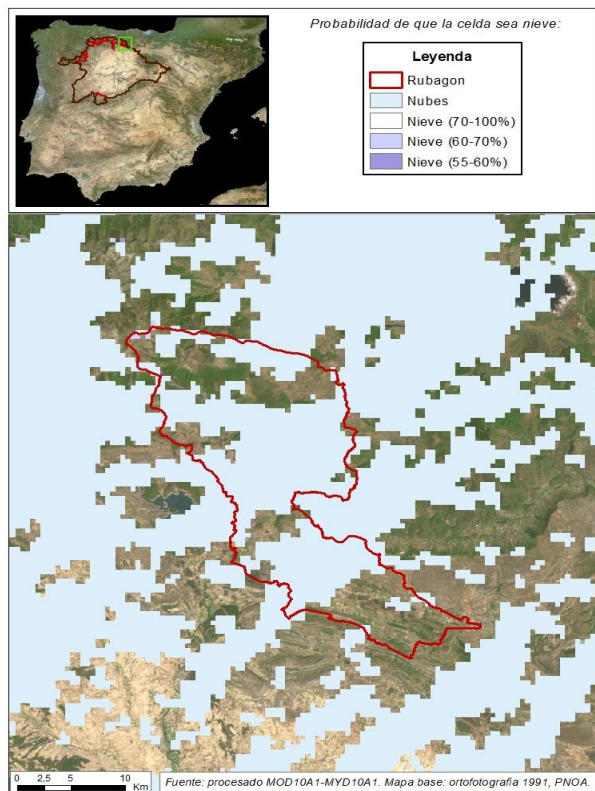 Probabilidad de que la celda sea nieve:
Leyenda
Rubagon
Nubes
Nieve (70-100%)
Nieve (60-70%)
Nieve (55-60%)
0 2,5 5 10
Km
Fuente: procesado MOD10A1-MYD10A1. Mapa base: ortofotografia 1991, PNOA.